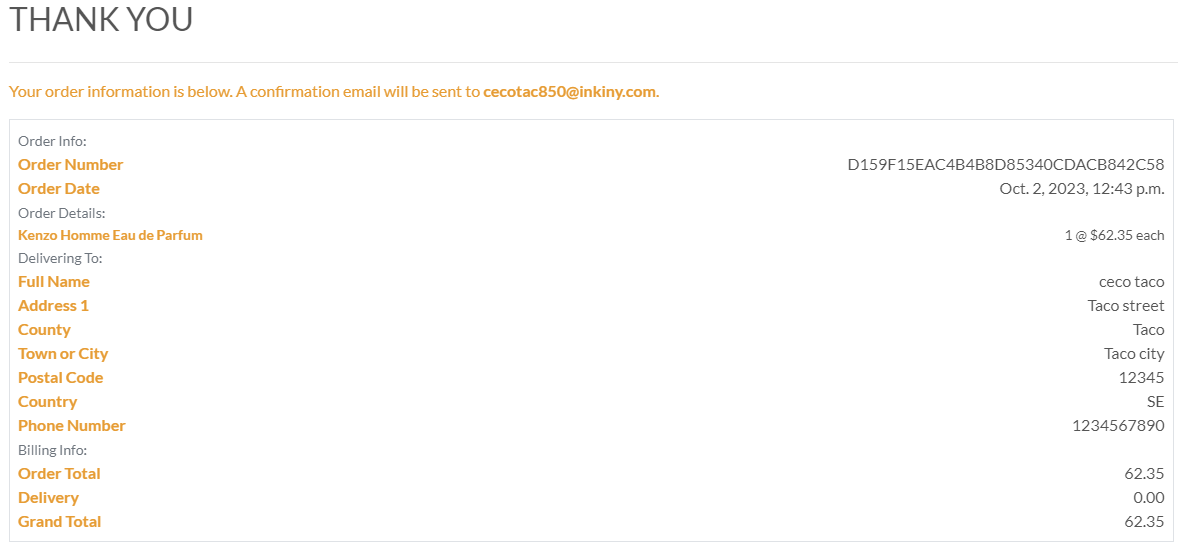 THANK YOU
Your order information is below. A confirmation email will be sent to cecotac850@inkiny.com.
Order Info:
Order Number D159F15EAC4B4B8D85340CDACB842C58
Order Date Oct. 2, 2023, 12:43 p.m.
Order Details:
Kenzo Homme Eau de Parfum 1 @ $62.35 each
Delivering To:
Full Name ceco taco
Address 1 Taco street
County Taco
Town or City Taco city
Postal Code 12345
Country SE
Phone Number 1234567890
Billing Info:
Order Total 62.35
Delivery 0.00
Grand Total 62.35